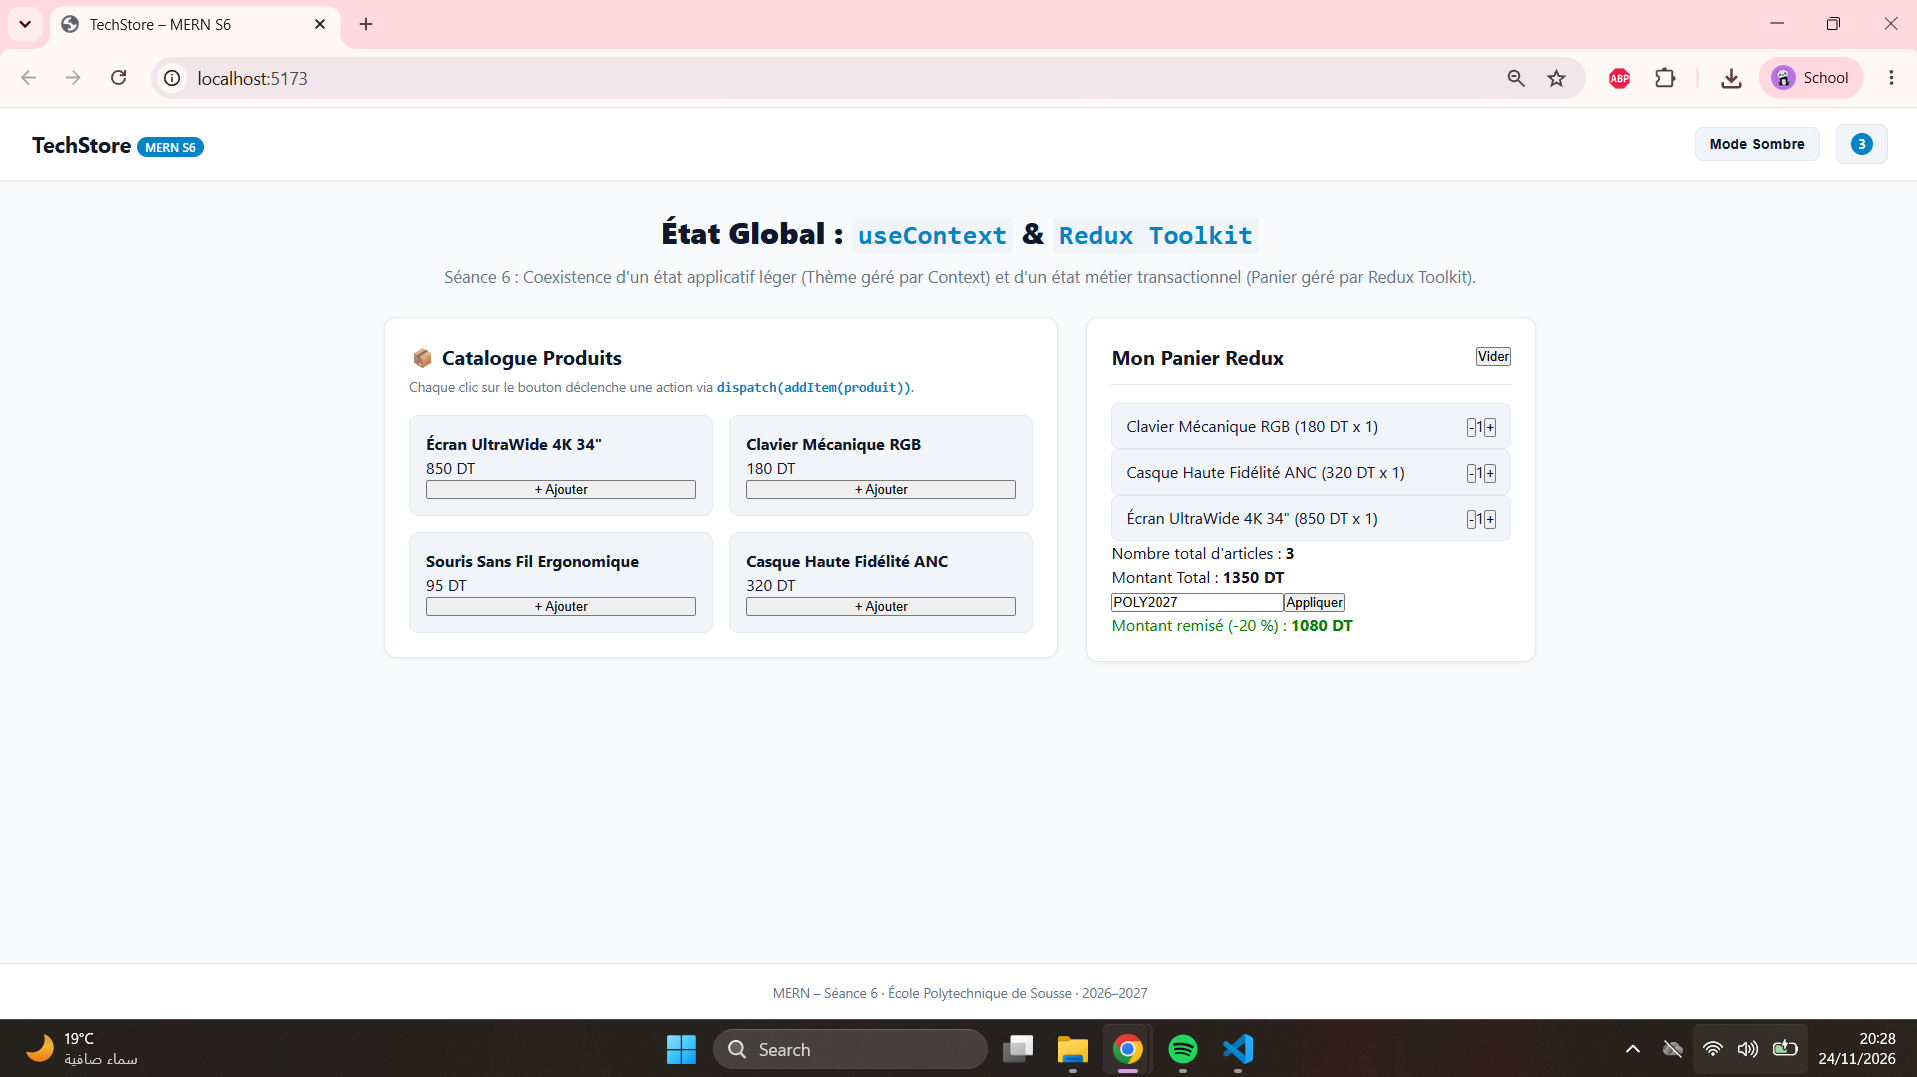 TechStore – MERN S6
localhost:5173
ABP
School
TechStore MERN S6
Mode Sombre
3
État Global : useContext & Redux Toolkit
Séance 6 : Coexistence d'un état applicatif léger (Thème géré par Context) et d'un état métier transactionnel (Panier géré par Redux Toolkit).
📦 Catalogue Produits
Chaque clic sur le bouton déclenche une action via dispatch(addItem(produit)).
Écran UltraWide 4K 34"
850 DT
+ Ajouter
Clavier Mécanique RGB
180 DT
+ Ajouter
Souris Sans Fil Ergonomique
95 DT
+ Ajouter
Casque Haute Fidélité ANC
320 DT
+ Ajouter
Mon Panier Redux
Vider
Clavier Mécanique RGB (180 DT x 1)
-1+
Casque Haute Fidélité ANC (320 DT x 1)
-1+
Écran UltraWide 4K 34" (850 DT x 1)
-1+
Nombre total d'articles : 3
Montant Total : 1350 DT
POLY2027
Appliquer
Montant remisé (-20 %) : 1080 DT
MERN – Séance 6 · École Polytechnique de Sousse · 2026–2027
19°C
سماء صافية
Search
20:28
24/11/2026